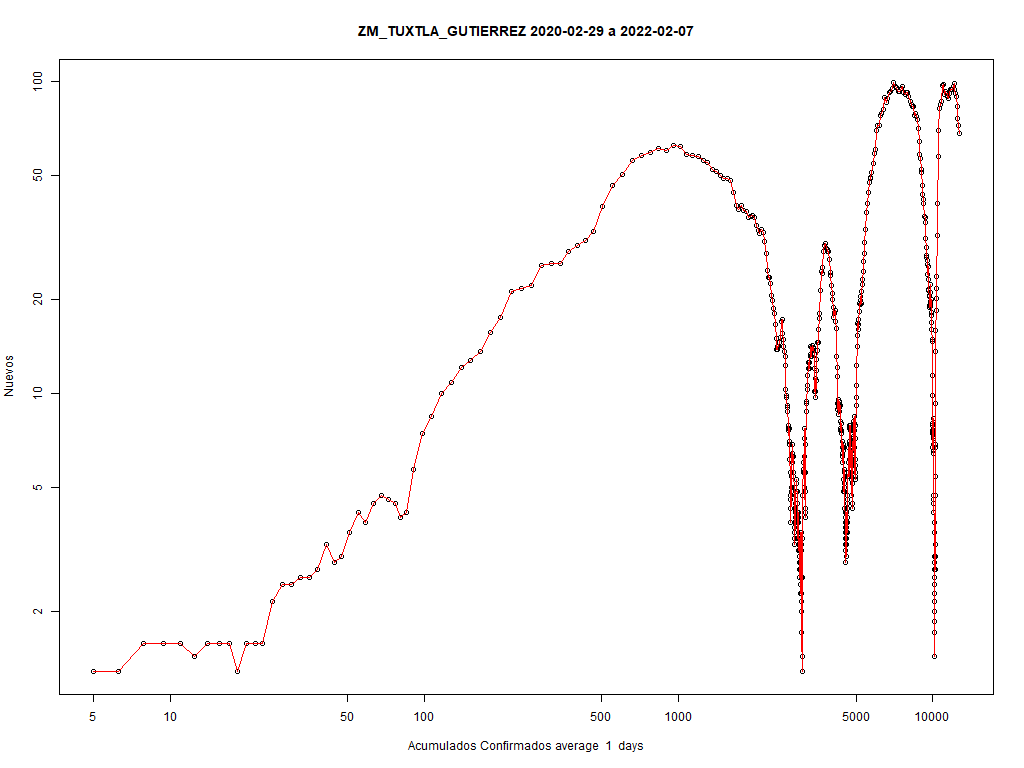 ZM_TUXTLA_GUTIERREZ 2020-02-29 a 2022-02-07
100
50
20
10
5
2
Nuevos
5 10 50 100 500 1000 5000 10000
Acumulados Confirmados average 1 days